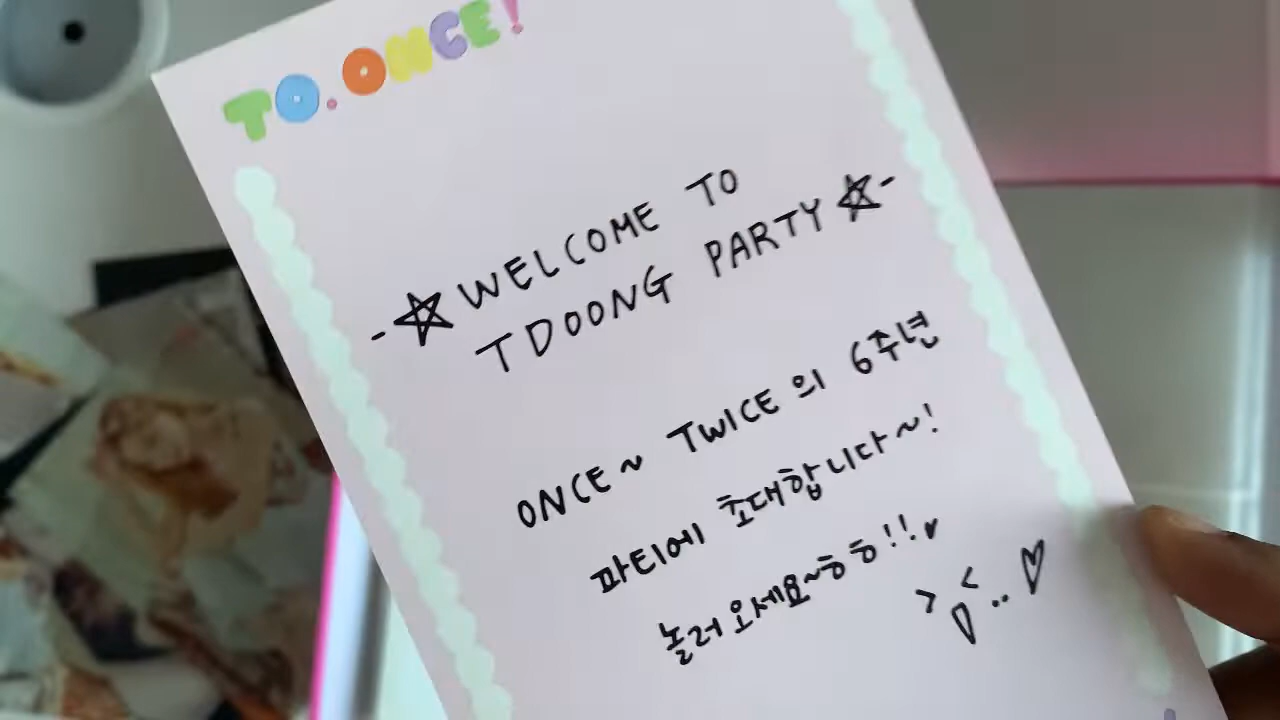 TO. ONCE!
-☆ WELCOME TO
TDOONG PARTY ☆-
ONCE~ TWICE의 6주년
파티에 초대합니다~!
놀러오세요~ㅎㅎ!!♥